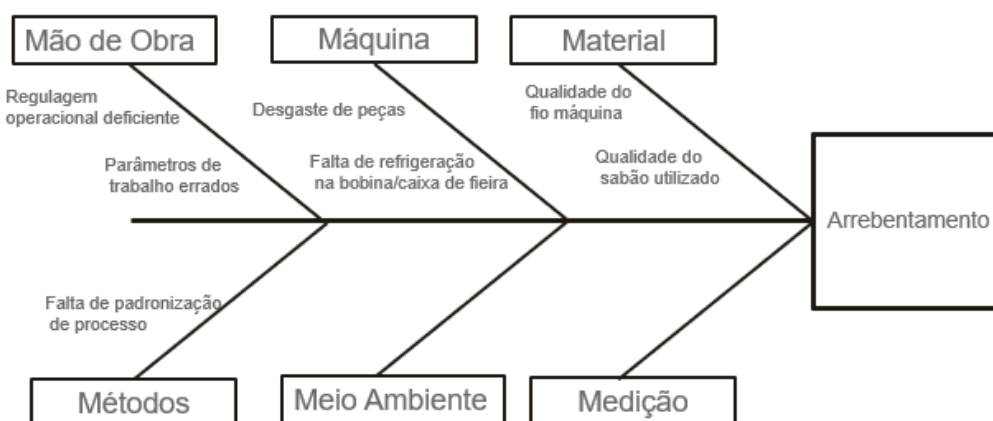 Mão de Obra
Máquina
Material
Regulagem
operacional deficiente
Desgaste de peças
Qualidade do
fio máquina
Parâmetros de
trabalho errados
Falta de refrigeração
na bobina/caixa de fieira
Qualidade do
sabão utilizado
Arrebentamento
Falta de padronização
de processo
Métodos
Meio Ambiente
Medição